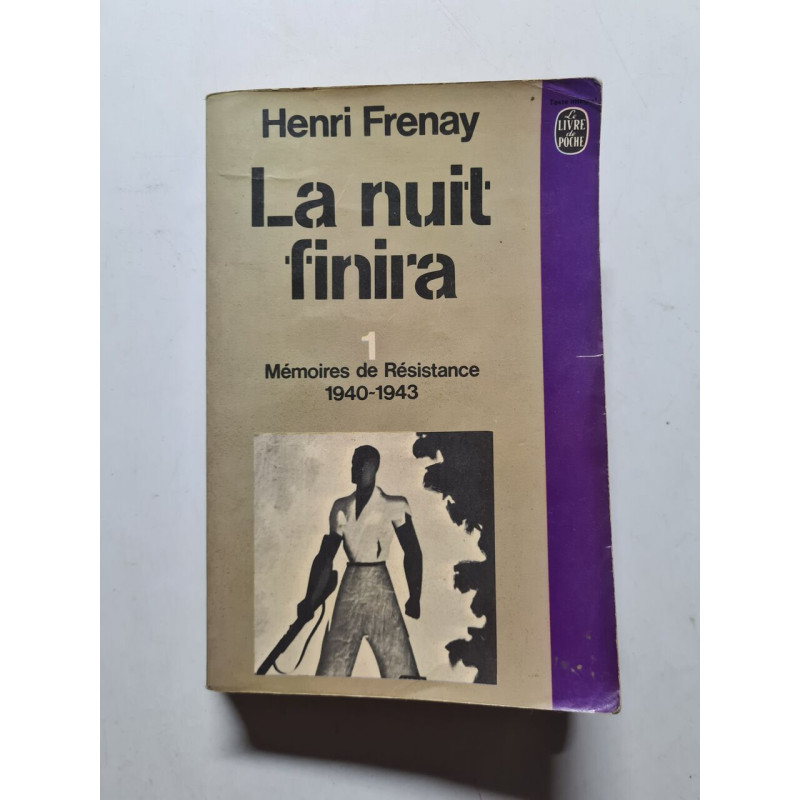 Henri Frenay
La nuit
finira
1
Mémoires de Résistance
1940-1943
Le
LIVRE
de
POCHE